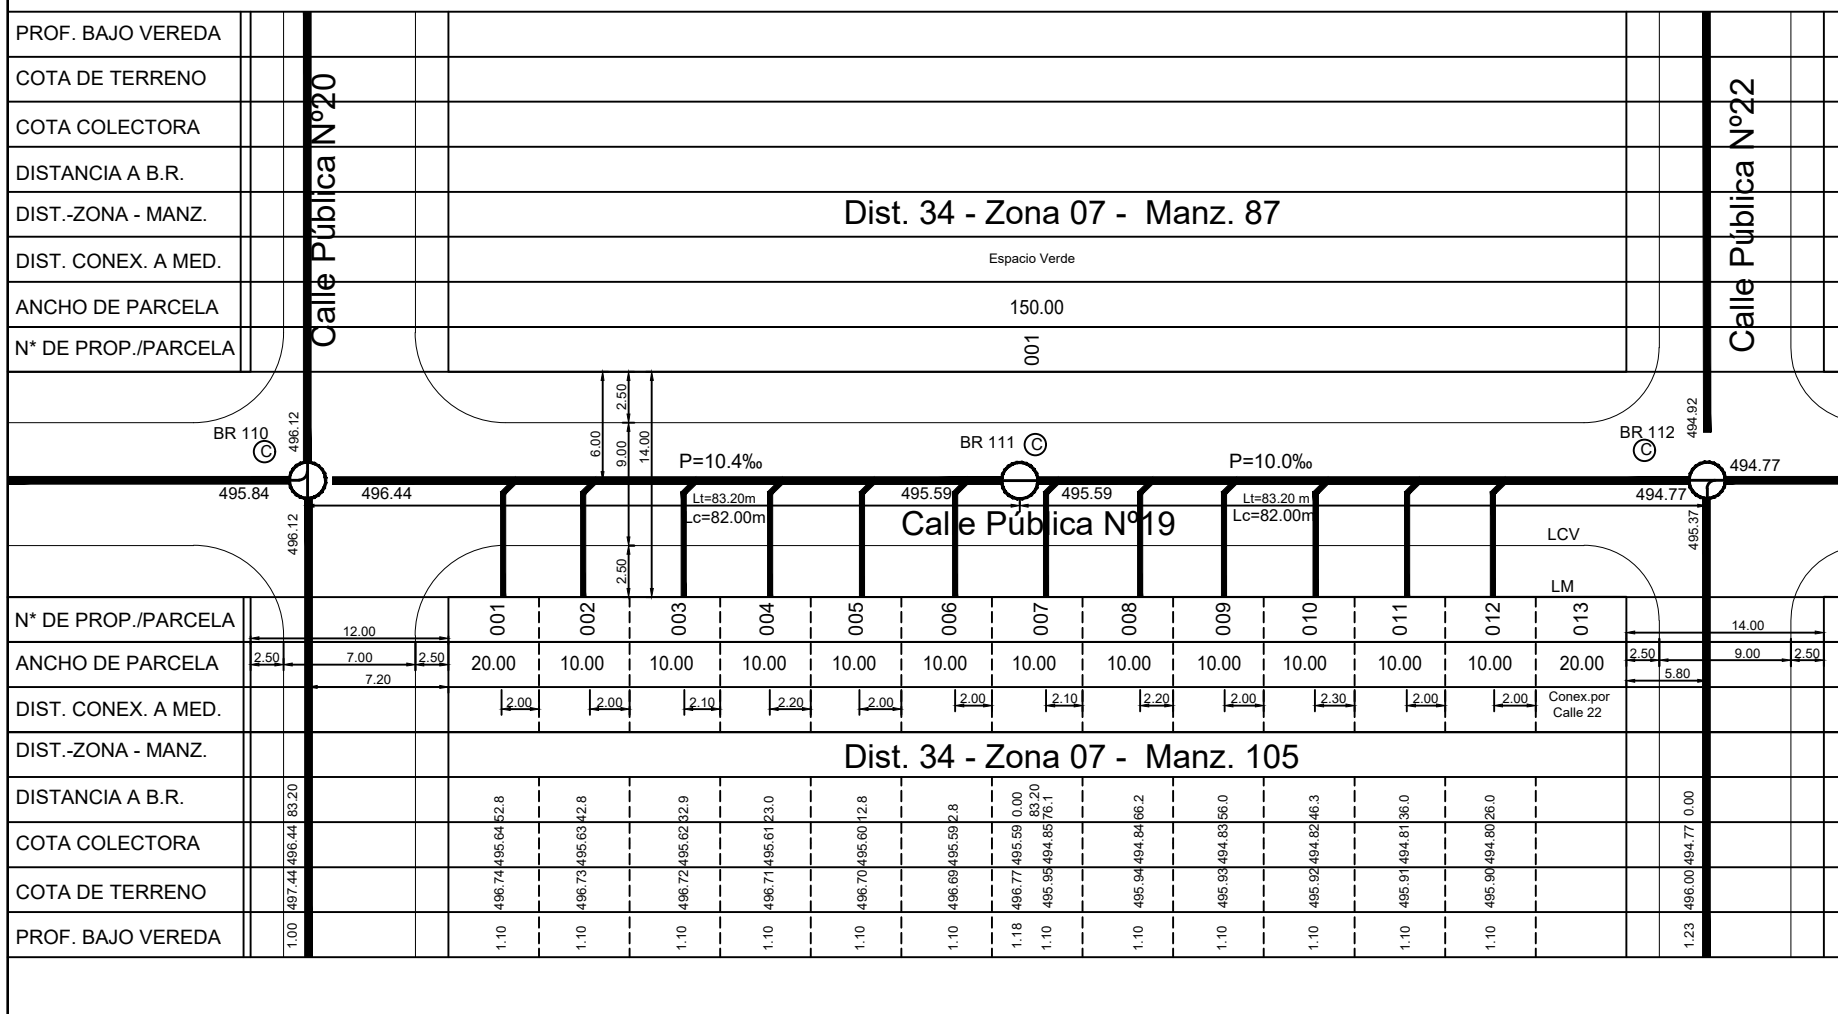 PROF. BAJO VEREDA
COTA DE TERRENO
COTA COLECTORA
DISTANCIA A B.R.
DIST.-ZONA - MANZ.
Dist. 34 - Zona 07 - Manz. 87
DIST. CONEX. A MED.
Espacio Verde
ANCHO DE PARCELA
150.00
N* DE PROP./PARCELA
001
Calle Pública Nº20
Calle Pública Nº22
2.50
6.00
9.00
14.00
2.50
BR 110
C
496.12
BR 111 C
BR 112
C
494.92
P=10.4‰
P=10.0‰
494.77
495.84
496.44
Lt=83.20m
495.59
495.59
Lt=83.20 m
494.77
Lc=82.00m
Lc=82.00m
Calle Pública Nº19
496.12
495.37
LCV
LM
N* DE PROP./PARCELA
12.00
001 002 003 004 005 006 007 008 009 010 011 012 013
14.00
ANCHO DE PARCELA
2.50 7.00 2.50
20.00 10.00 10.00 10.00 10.00 10.00 10.00 10.00 10.00 10.00 10.00 10.00 20.00
2.50 9.00 2.50
7.20
5.80
DIST. CONEX. A MED.
2.00 2.00 2.10 2.20 2.00 2.00 2.10 2.20 2.00 2.30 2.00 2.00
Conex.por
Calle 22
DIST.-ZONA - MANZ.
Dist. 34 - Zona 07 - Manz. 105
DISTANCIA A B.R.
83.20 52.8 42.8 32.9 23.0 12.8 2.8 0.00 83.20 76.1 66.2 56.0 46.3 36.0 26.0 0.00
COTA COLECTORA
496.44 495.64 495.63 495.62 495.61 495.60 495.59 495.59 494.85 494.84 494.83 494.82 494.81 494.80 494.77
COTA DE TERRENO
497.44 496.74 496.73 496.72 496.71 496.70 496.69 496.77 495.95 495.94 495.93 495.92 495.91 495.90 496.00
PROF. BAJO VEREDA
1.00 1.10 1.10 1.10 1.10 1.10 1.10 1.18 1.10 1.10 1.10 1.10 1.10 1.10 1.23